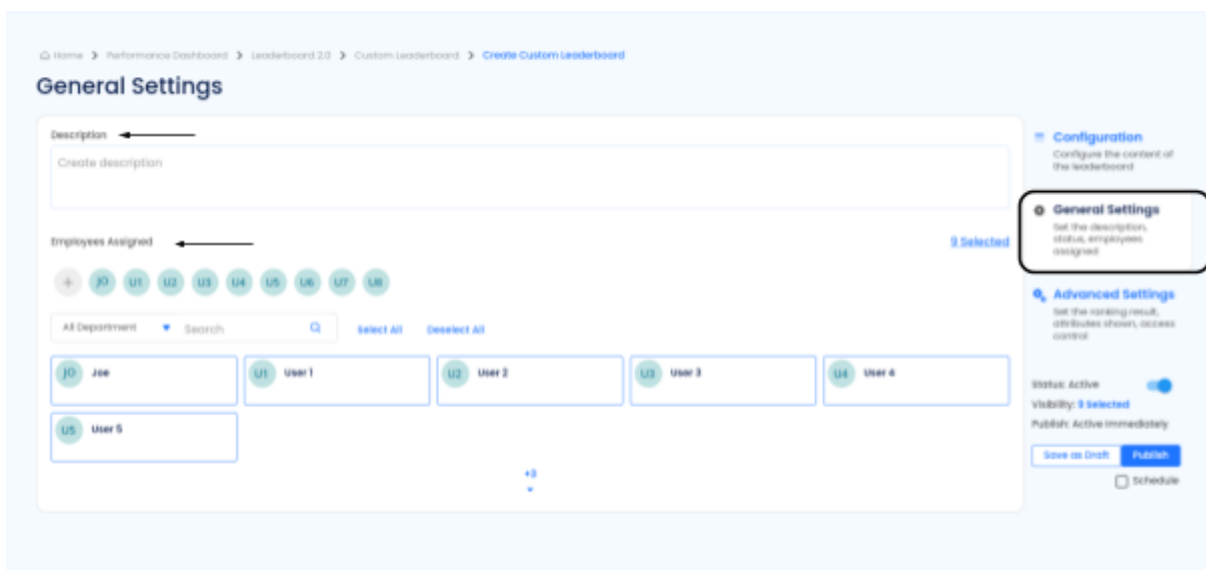 Home > Performance Dashboard > Leaderboard 2.0 > Custom Leaderboard > Create Custom Leaderboard
General Settings
Description
Create description
Employees Assigned
9 Selected
+ JO U1 U2 U3 U4 U5 U6 U7 U8
All Department Search Select All Deselect All
JO Joe U1 User 1 U2 User 2 U3 User 3 U4 User 4
U5 User 5
+3
Configuration
Configure the content of
the leaderboard
General Settings
Set the description,
status, employees
assigned
Advanced Settings
Set the ranking result,
attributes shown, access
control
Status: Active
Visibility: 9 Selected
Publish: Active Immediately
Save as Draft Publish
Schedule